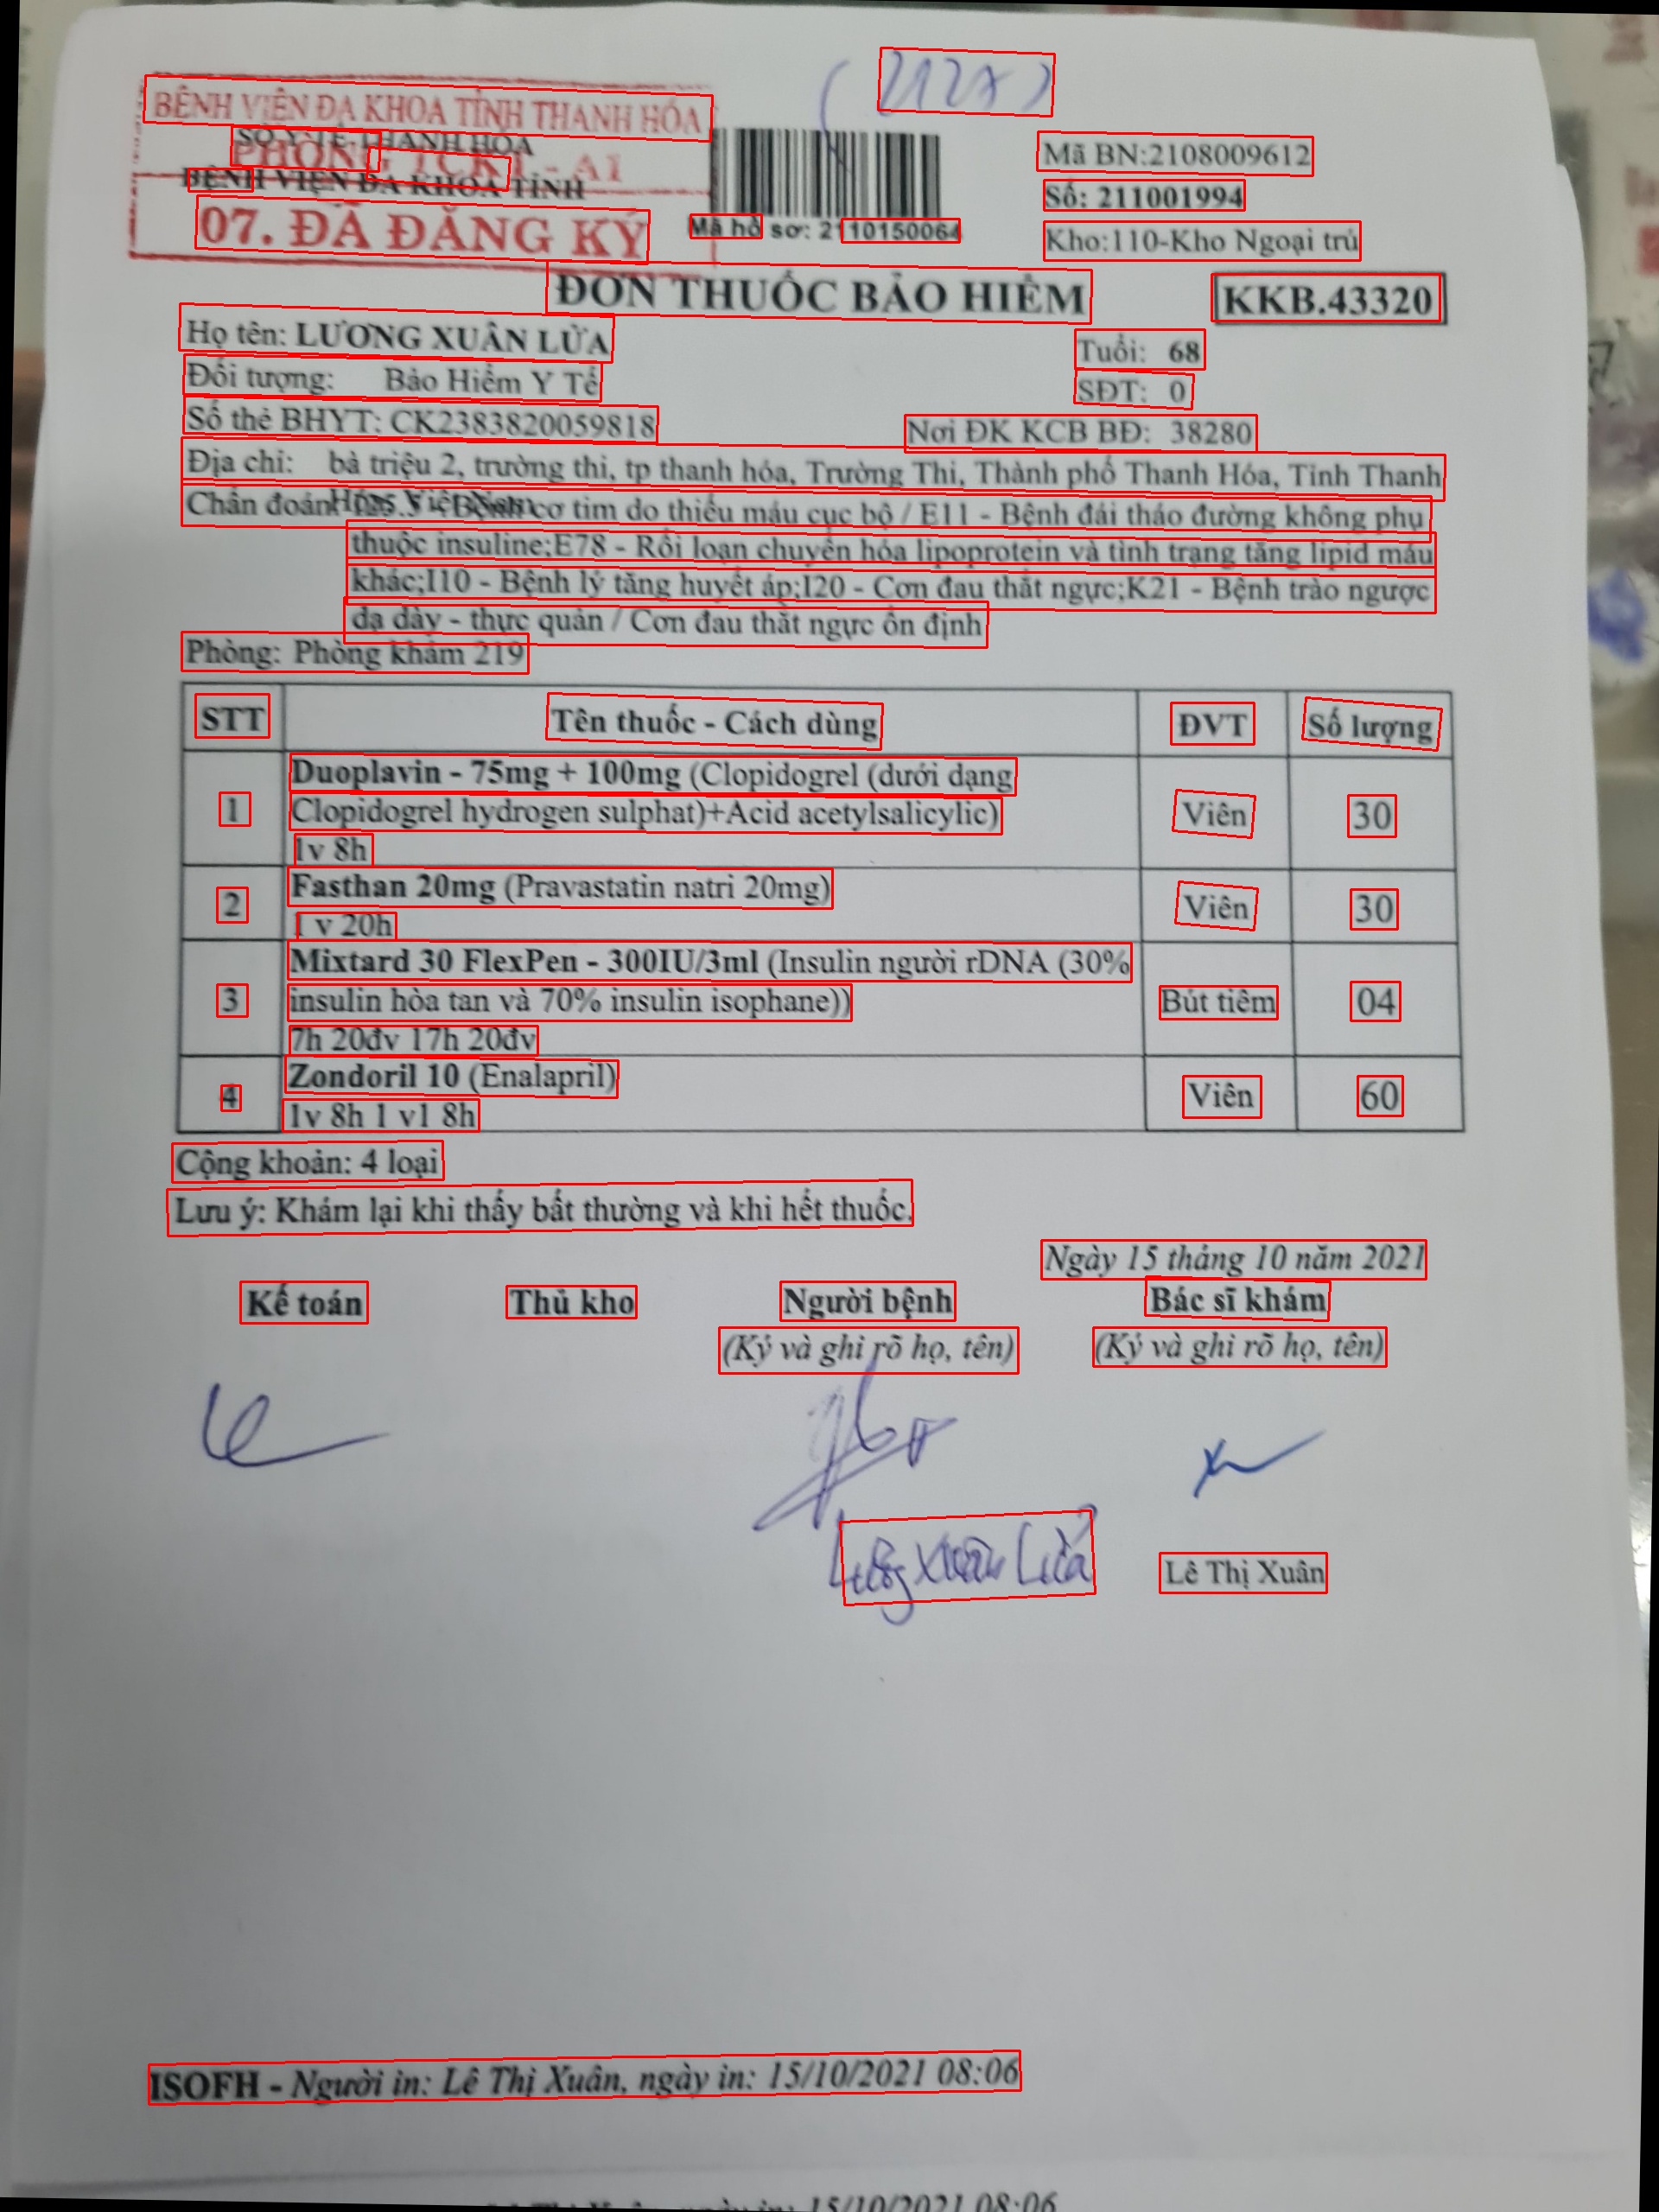 BỆNH VIỆN ĐA KHOA TỈNH THANH HÓA
SỞ Y TẾ THANH HÓA
PHÒNG TCKT - A1
BỆNH VIỆN ĐA KHOA TỈNH
07. ĐÃ ĐĂNG KÝ
Mã hồ sơ: 2110150064
Mã BN:2108009612
Số: 211001994
Kho:110-Kho Ngoại trú
ĐƠN THUỐC BẢO HIỂM
KKB.43320
Họ tên: LƯƠNG XUÂN LỬA
Tuổi: 68
Đối tượng: Bảo Hiểm Y Tế
SĐT: 0
Số thẻ BHYT: CK2383820059818
Nơi ĐK KCB BĐ: 38280
Địa chỉ: bà triệu 2, trường thi, tp thanh hóa, Trường Thi, Thành phố Thanh Hóa, Tỉnh Thanh
Hóa, Việt Nam
Chẩn đoán: I25.5 - Bệnh cơ tim do thiếu máu cục bộ / E11 - Bệnh đái tháo đường không phụ
thuộc insuline;E78 - Rối loạn chuyển hóa lipoprotein và tình trạng tăng lipid máu
khác;I10 - Bệnh lý tăng huyết áp;I20 - Cơn đau thắt ngực;K21 - Bệnh trào ngược
dạ dày - thực quản / Cơn đau thắt ngực ổn định
Phòng: Phòng khám 219
STT Tên thuốc - Cách dùng ĐVT Số lượng
1 Duoplavin - 75mg + 100mg (Clopidogrel (dưới dạng
Clopidogrel hydrogen sulphat)+Acid acetylsalicylic) Viên 30
1v 8h
2 Fasthan 20mg (Pravastatin natri 20mg) Viên 30
1 v 20h
3 Mixtard 30 FlexPen - 300IU/3ml (Insulin người rDNA (30%
insulin hòa tan và 70% insulin isophane)) Bút tiêm 04
7h 20đv 17h 20đv
4 Zondoril 10 (Enalapril) Viên 60
1v 8h 1 v1 8h
Cộng khoản: 4 loại
Lưu ý: Khám lại khi thấy bất thường và khi hết thuốc.
Ngày 15 tháng 10 năm 2021
Kế toán Thủ kho Người bệnh Bác sĩ khám
(Ký và ghi rõ họ, tên) (Ký và ghi rõ họ, tên)
Lương Xuân Lửa
Lê Thị Xuân
ISOFH - Người in: Lê Thị Xuân, ngày in: 15/10/2021 08:06
15/10/2021 08:06